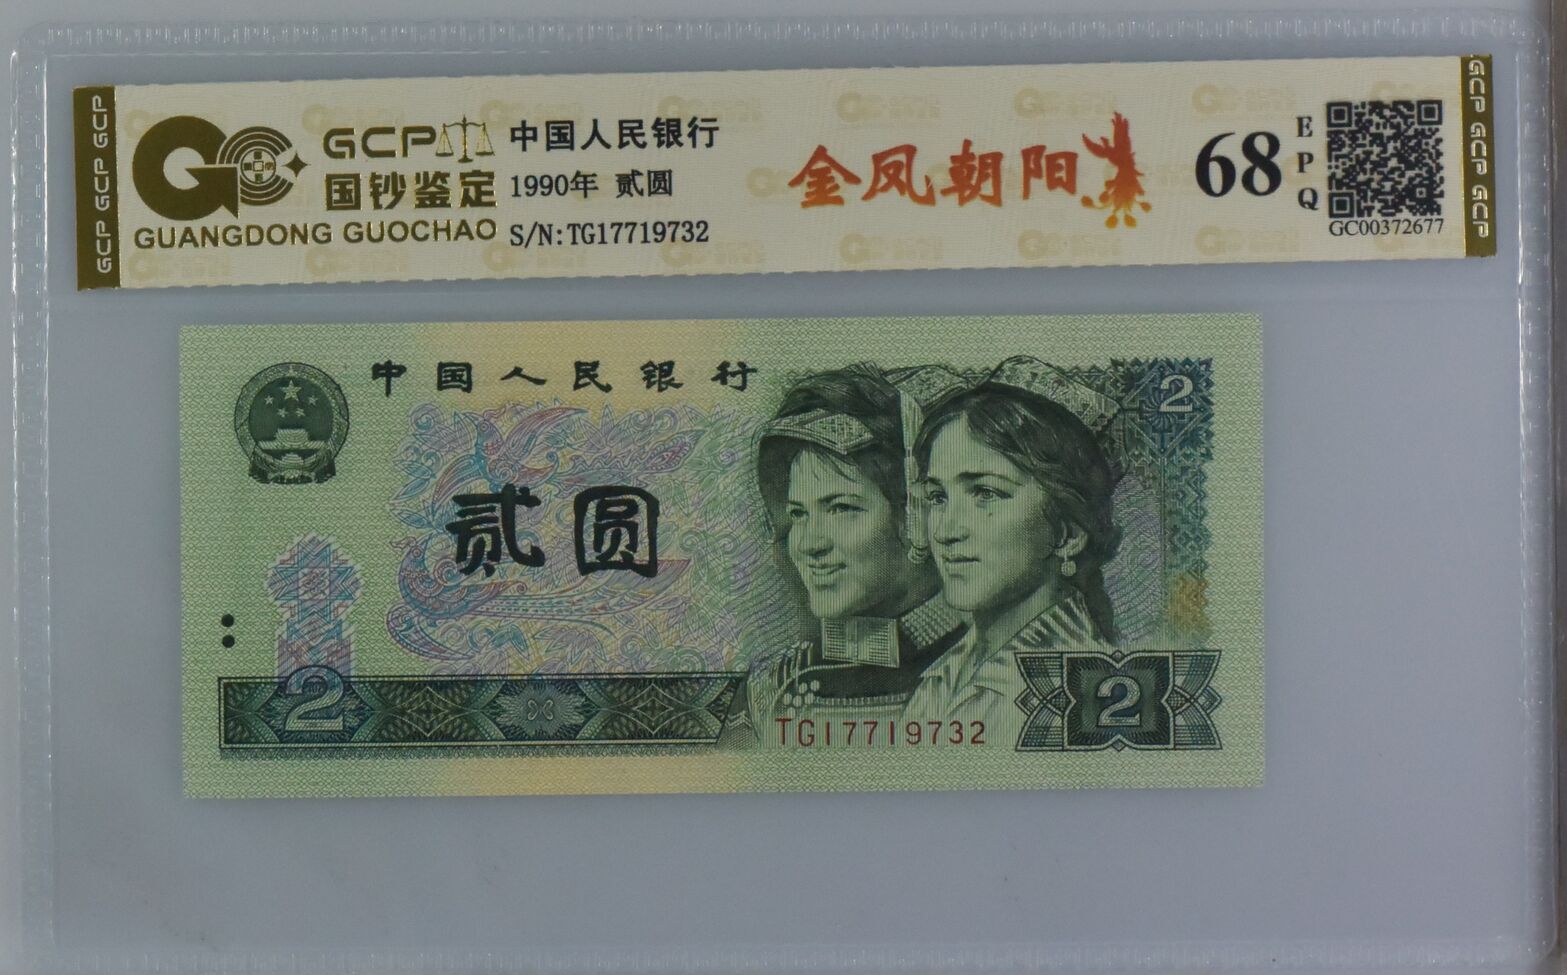 GCP GCP GCP
GCP
国钞鉴定
GUANGDONG GUOCHAO
中国人民银行
1990年 贰圆
S/N:TG17719732
金凤朝阳
68
EPQ
GC00372677
GCP GCP GCP
中国人民银行
2
贰圆
2
TG17719732
2